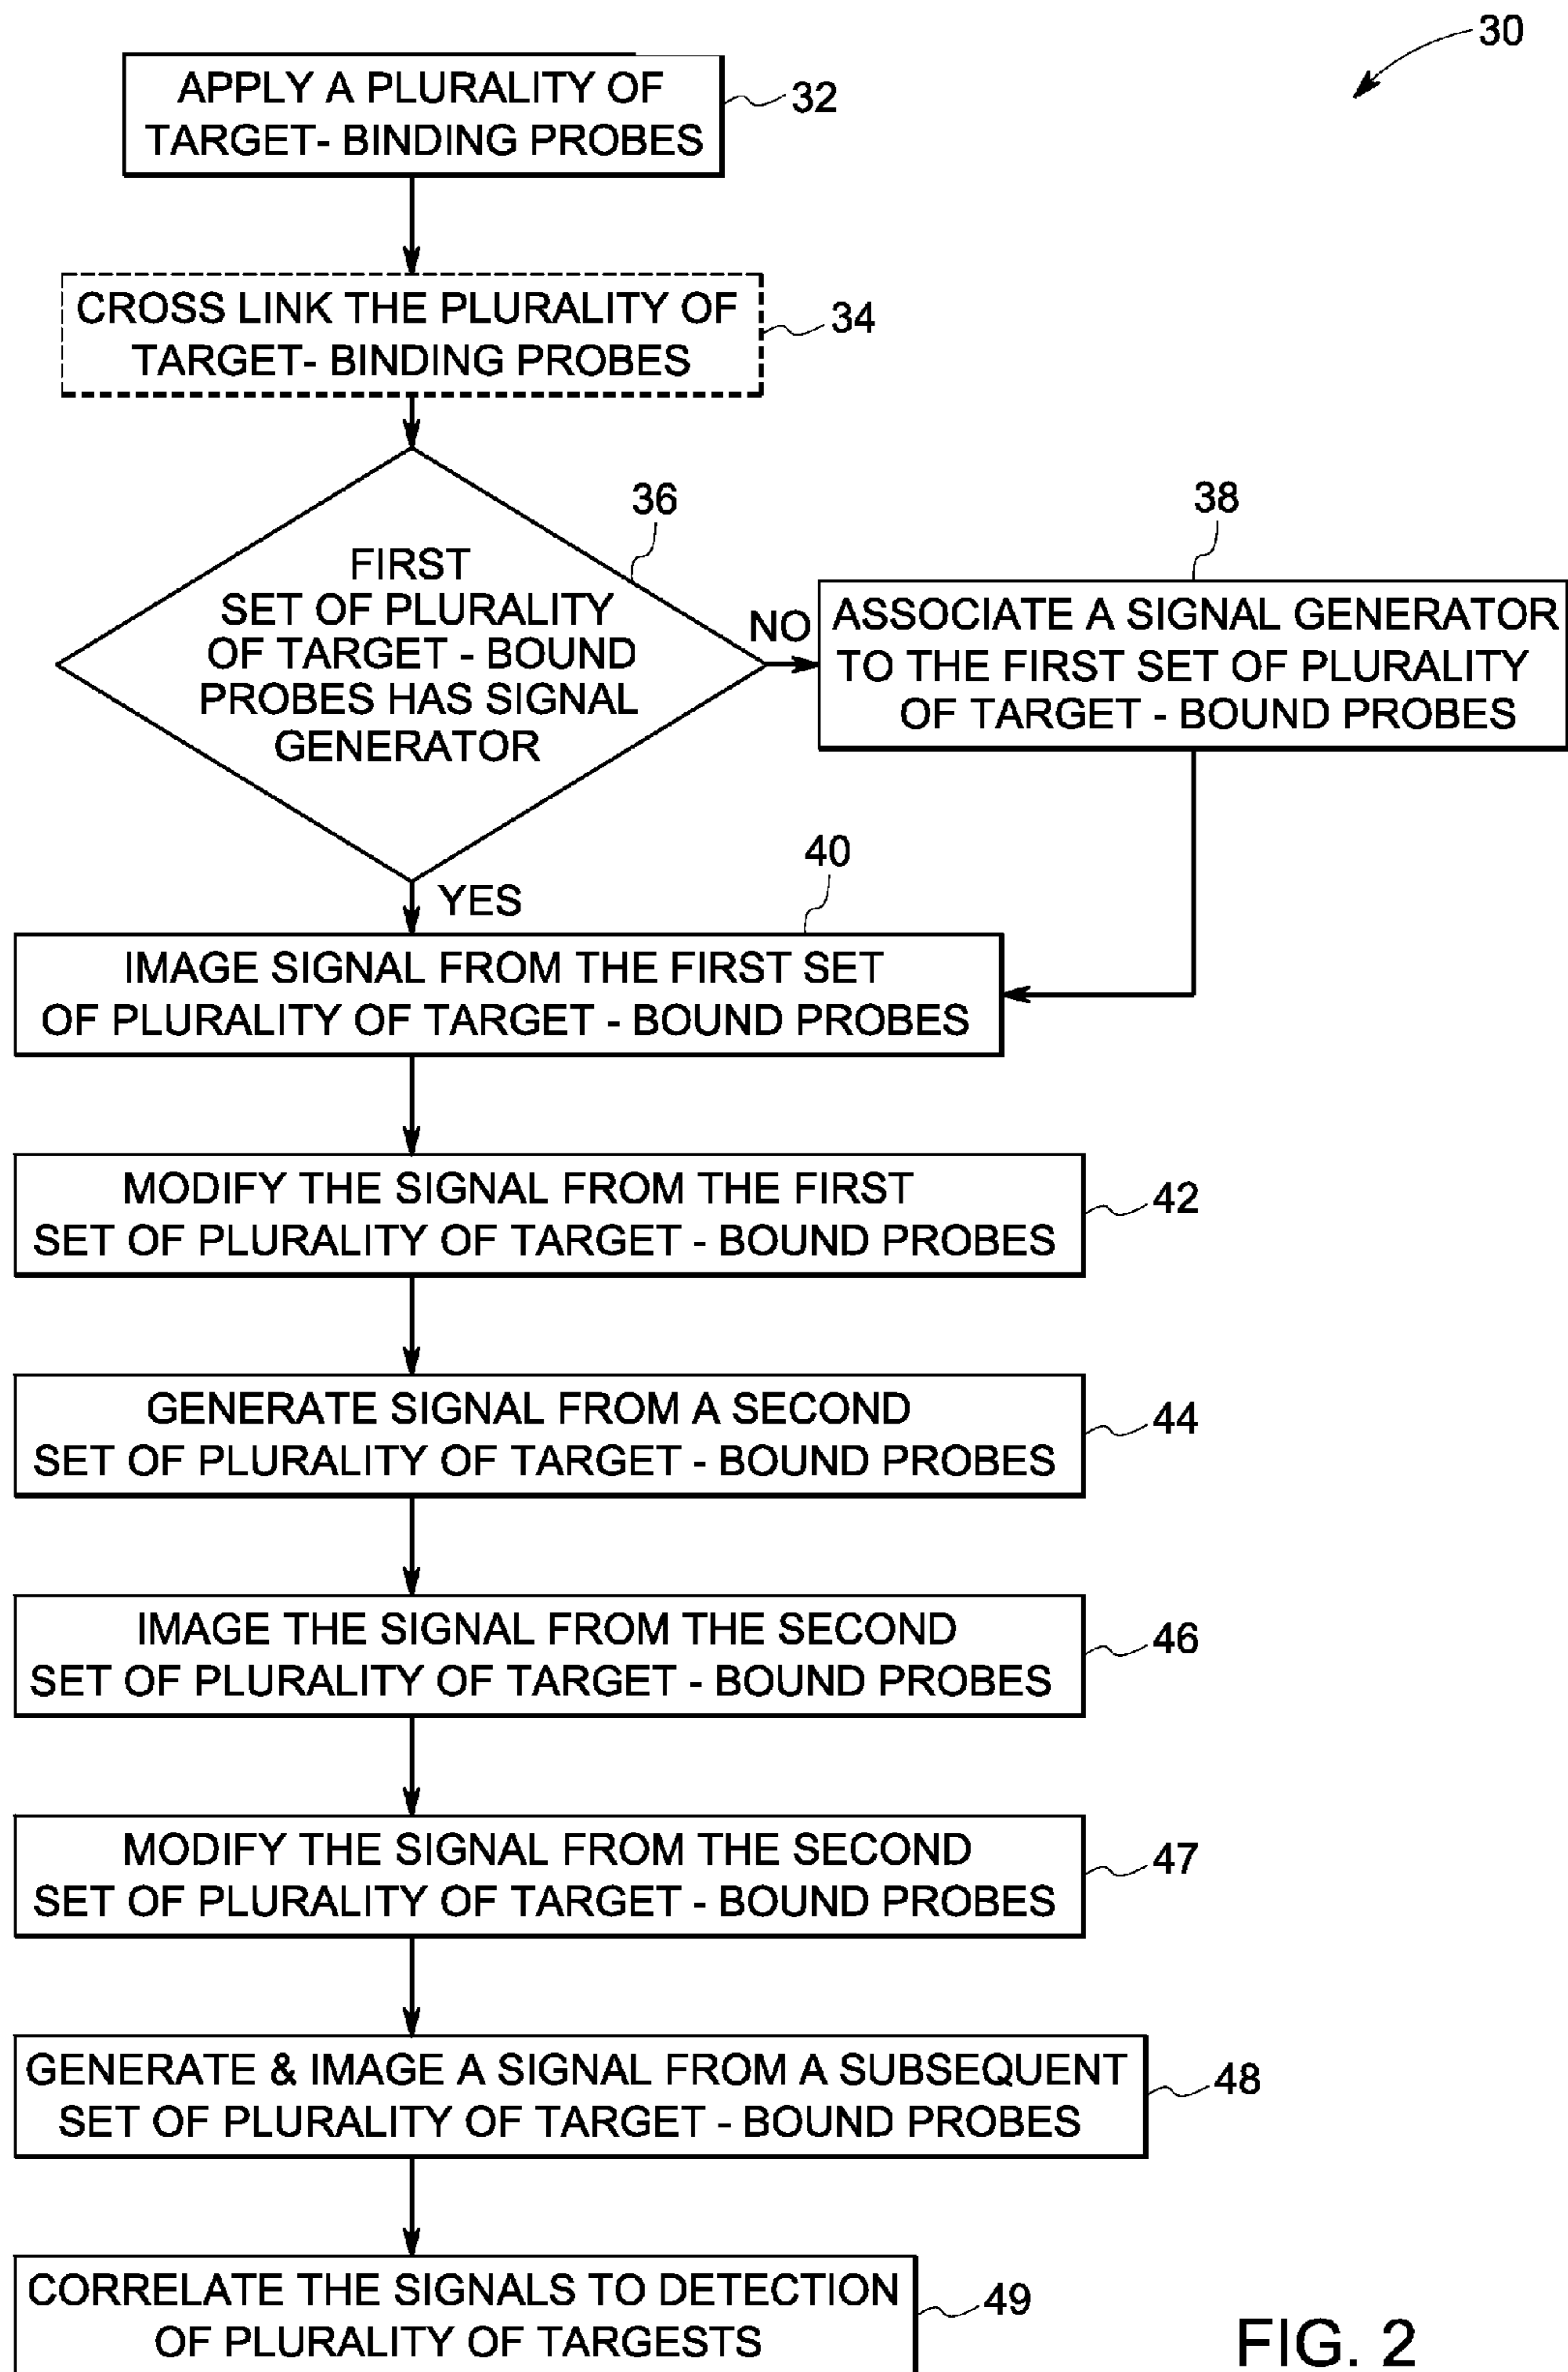 30
APPLY A PLURALITY OF
TARGET- BINDING PROBES
32
CROSS LINK THE PLURALITY OF
TARGET- BINDING PROBES
34
36
FIRST
SET OF PLURALITY
OF TARGET - BOUND
PROBES HAS SIGNAL
GENERATOR
NO
38
ASSOCIATE A SIGNAL GENERATOR
TO THE FIRST SET OF PLURALITY
OF TARGET - BOUND PROBES
YES
40
IMAGE SIGNAL FROM THE FIRST SET
OF PLURALITY OF TARGET - BOUND PROBES
MODIFY THE SIGNAL FROM THE FIRST
SET OF PLURALITY OF TARGET - BOUND PROBES
42
GENERATE SIGNAL FROM A SECOND
SET OF PLURALITY OF TARGET - BOUND PROBES
44
IMAGE THE SIGNAL FROM THE SECOND
SET OF PLURALITY OF TARGET - BOUND PROBES
46
MODIFY THE SIGNAL FROM THE SECOND
SET OF PLURALITY OF TARGET - BOUND PROBES
47
GENERATE & IMAGE A SIGNAL FROM A SUBSEQUENT
SET OF PLURALITY OF TARGET - BOUND PROBES
48
CORRELATE THE SIGNALS TO DETECTION
OF PLURALITY OF TARGESTS
49
FIG. 2